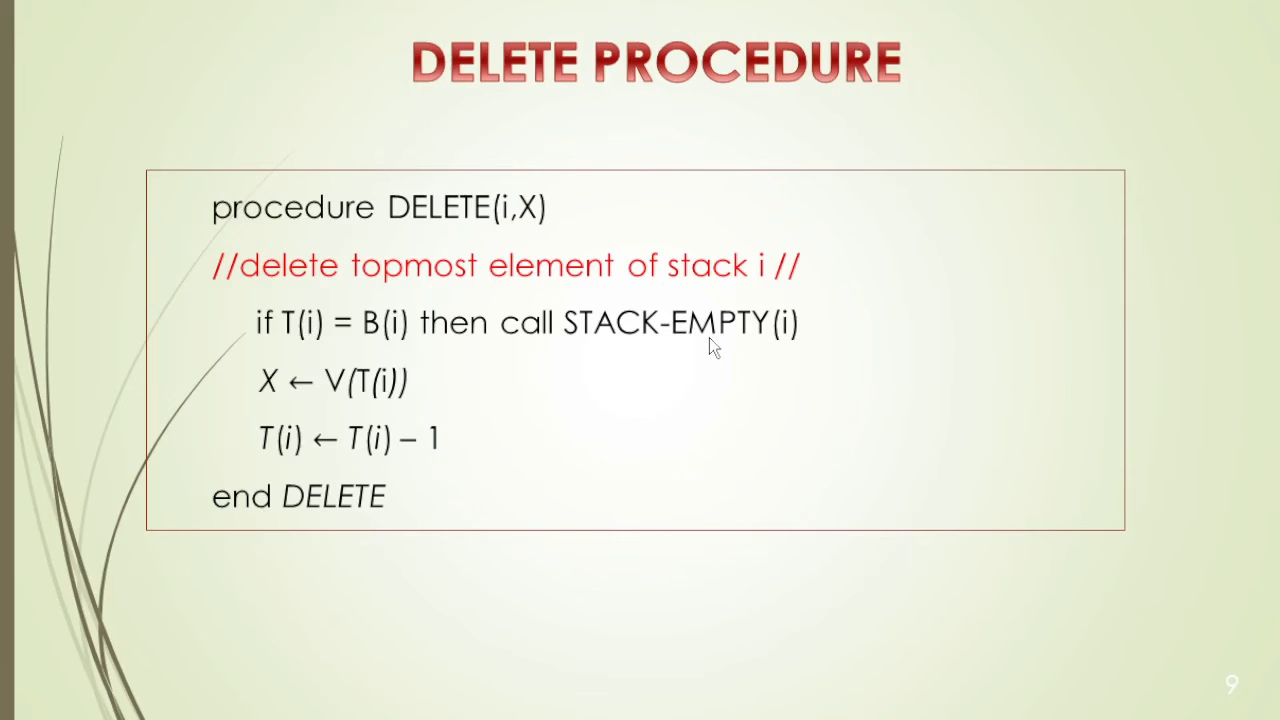 DELETE PROCEDURE
procedure DELETE(i,X)
//delete topmost element of stack i //
if T(i) = B(i) then call STACK-EMPTY(i)
X ← V(T(i))
T(i) ← T(i) – 1
end DELETE
9